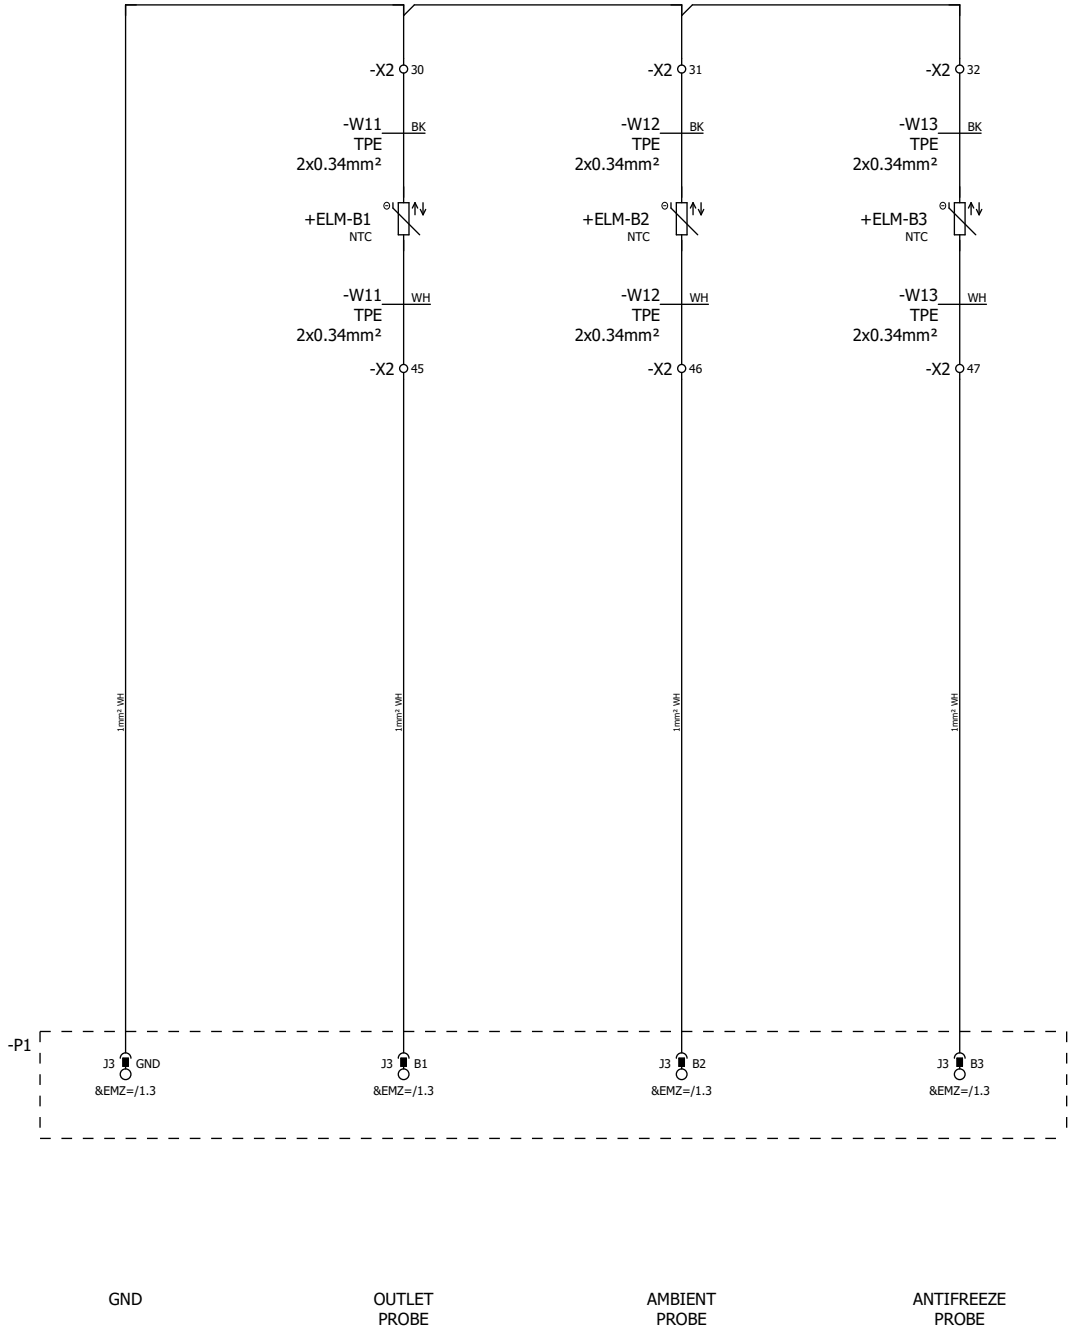 -X2 30
-X2 31
-X2 32
-W11 BK
TPE
2x0.34mm²
-W12 BK
TPE
2x0.34mm²
-W13 BK
TPE
2x0.34mm²
+ELM-B1
NTC
Θ
+ELM-B2
NTC
Θ
+ELM-B3
NTC
Θ
-W11 WH
TPE
2x0.34mm²
-W12 WH
TPE
2x0.34mm²
-W13 WH
TPE
2x0.34mm²
-X2 45
-X2 46
-X2 47
1mm² WH
1mm² WH
1mm² WH
1mm² WH
-P1
J3 GND
&EMZ=/1.3
J3 B1
&EMZ=/1.3
J3 B2
&EMZ=/1.3
J3 B3
&EMZ=/1.3
GND
OUTLET
PROBE
AMBIENT
PROBE
ANTIFREEZE
PROBE